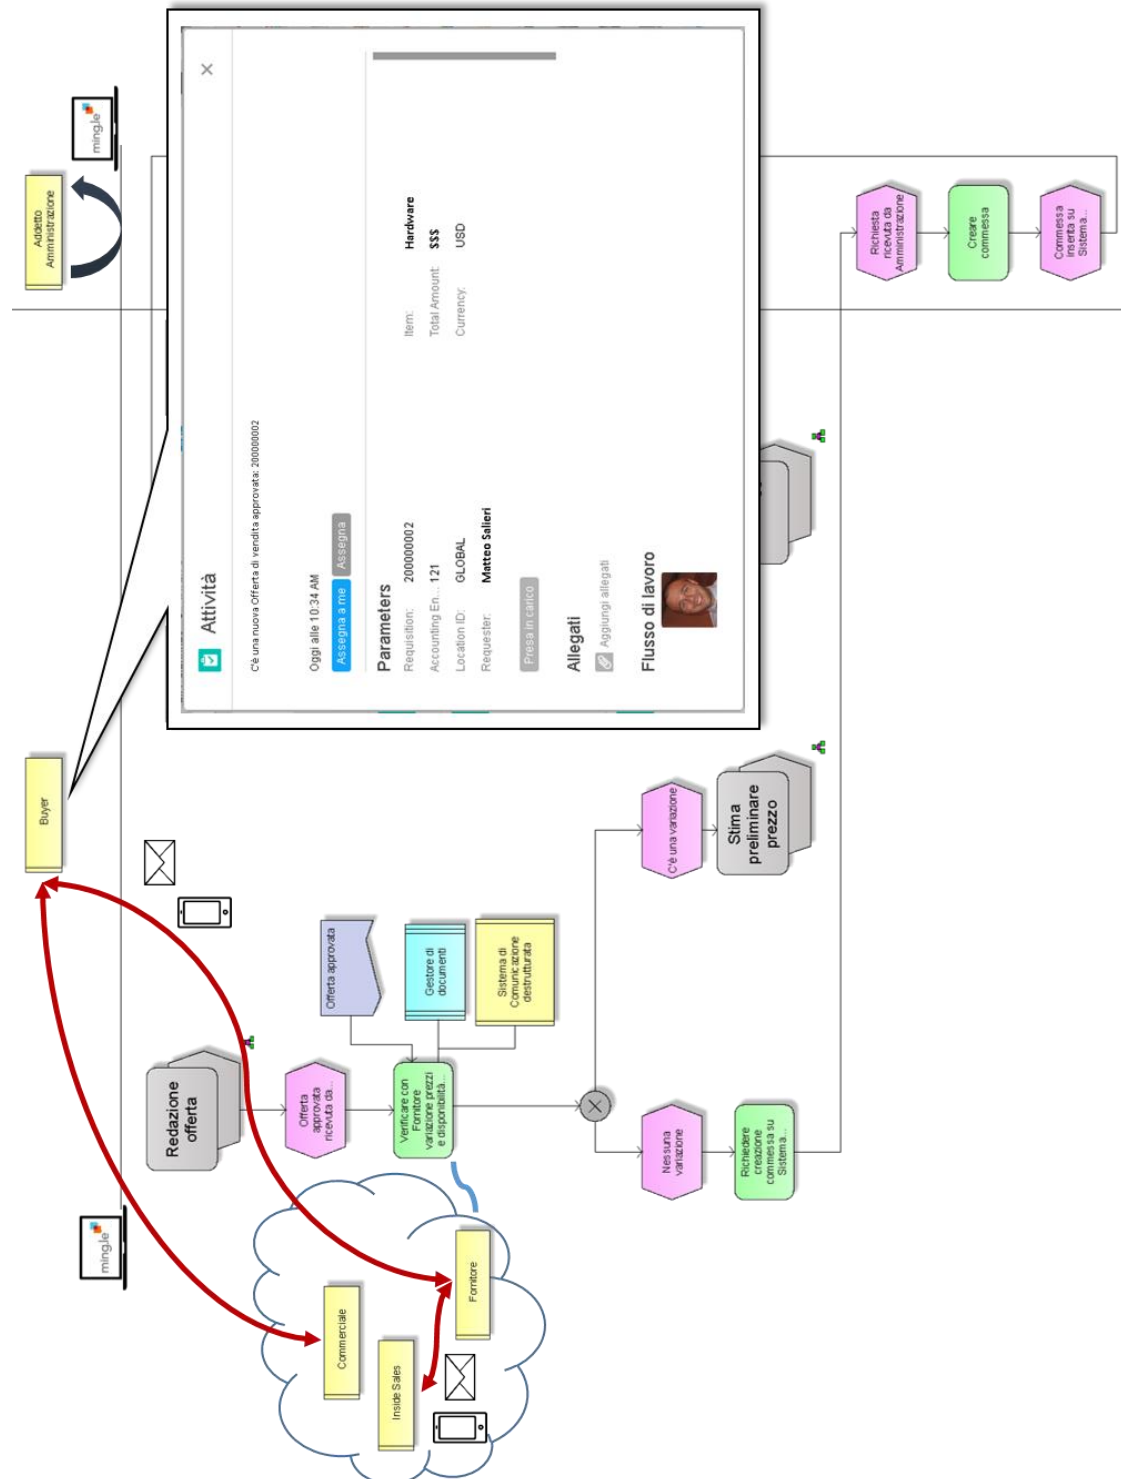 ming.le
Addetto
Amministrazione
Buyer
ming.le
Attività
C'è una nuova Offerta di vendita approvata: 200000002
Oggi alle 10:34 AM
Assegna a me
Assegna
Parameters
Requisition: 200000002
Item: Hardware
Accounting En... 121
Total Amount: $$$
Location ID: GLOBAL
Currency: USD
Requester: Matteo Salieri
Presa in carico
Allegati
Aggiungi allegati
Flusso di lavoro
Redazione
offerta
Offerta
approvata
ricevuta da...
Verificare con
Fornitore
variazione prezzi
e disponibilità...
Offerta approvata
Gestore di
documenti
Sistema di
Comunicazione
destrutturata
Commerciale
Inside Sales
Fornitore
Nessuna
variazione
Richiedere
creazione
commessa su
Sistema...
C'è una variazione
Stima
preliminare
prezzo
Richiesta
ricevuta da
Amministrazione
Creare
commessa
Commessa
inserita su
Sistema...